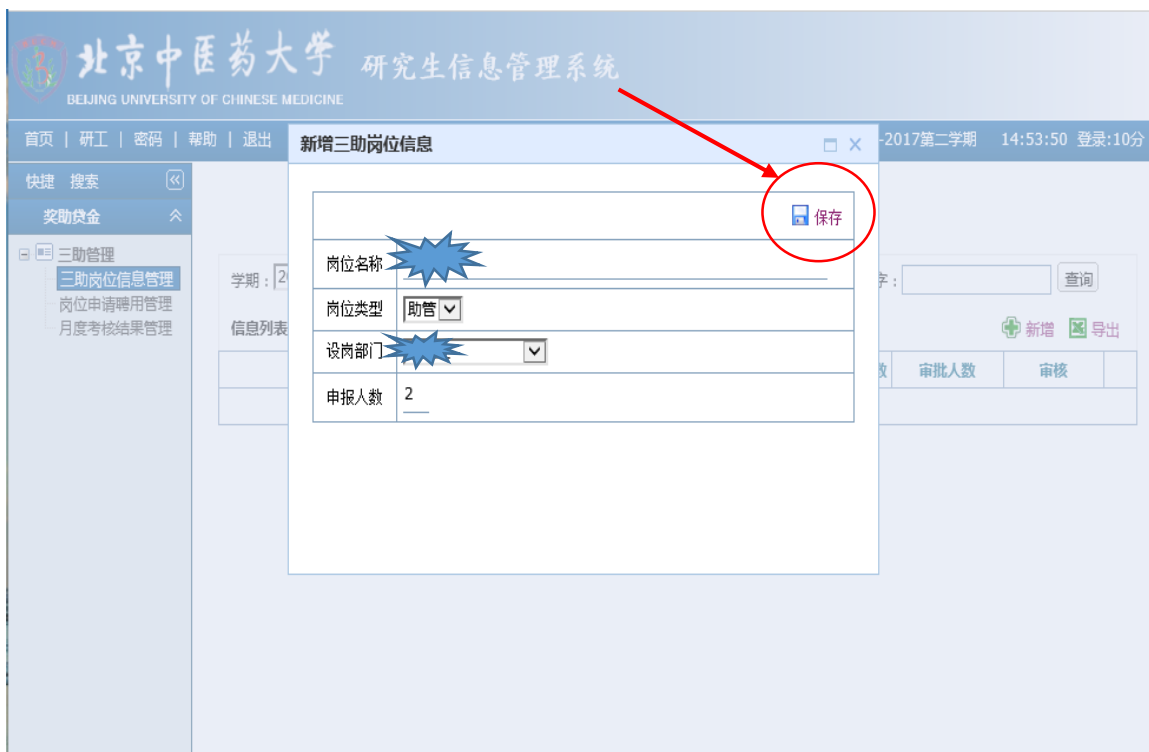 北京中医药大学 研究生信息管理系统
BEIJING UNIVERSITY OF CHINESE MEDICINE
首页 | 研工 | 密码 | 帮助 | 退出
-2017第二学期 14:53:50 登录:10分
快捷 搜索
奖助贷金
三助管理
三助岗位信息管理
岗位申请聘用管理
月度考核结果管理
新增三助岗位信息
保存
岗位名称
岗位类型 助管
设岗部门
申报人数 2
学期：2
字：
查询
信息列表
新增 导出
数 审批人数 审核